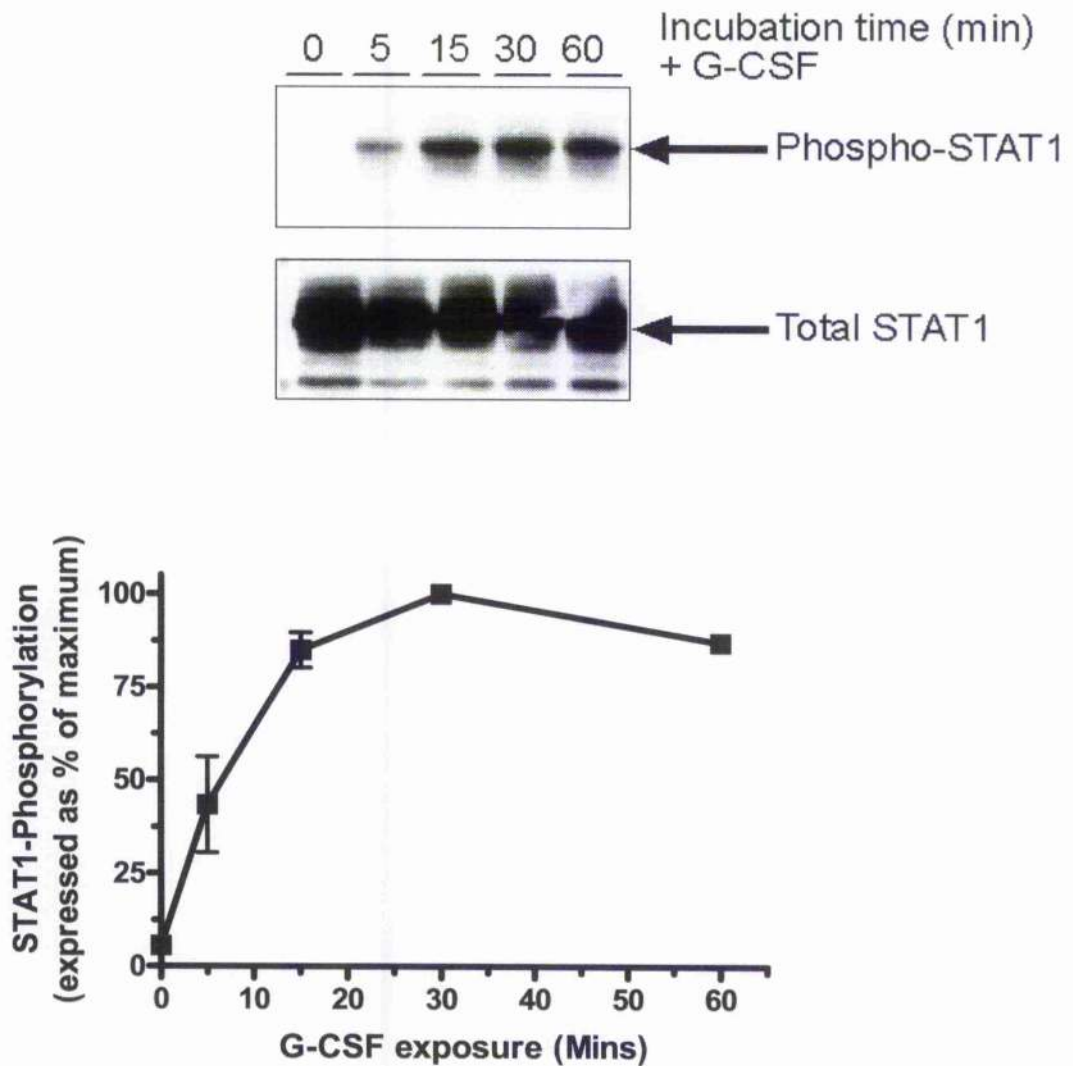 0 5 15 30 60 Incubation time (min)
+ G-CSF
Phospho-STAT1
Total STAT1
STAT1-Phosphorylation
(expressed as % of maximum)
100
75
50
25
0
0 10 20 30 40 50 60
G-CSF exposure (Mins)